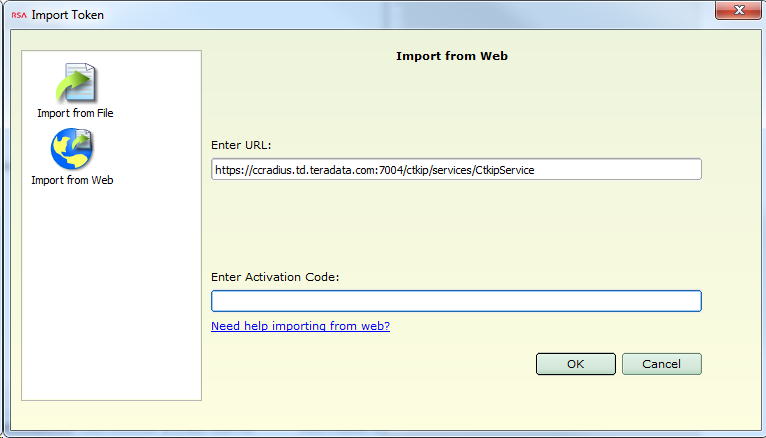 RSA Import Token
Import from File
Import from Web
Import from Web
Enter URL:
https://ccradius.td.teradata.com:7004/ctkip/services/CtkipService
Enter Activation Code:
Need help importing from web?
OK
Cancel